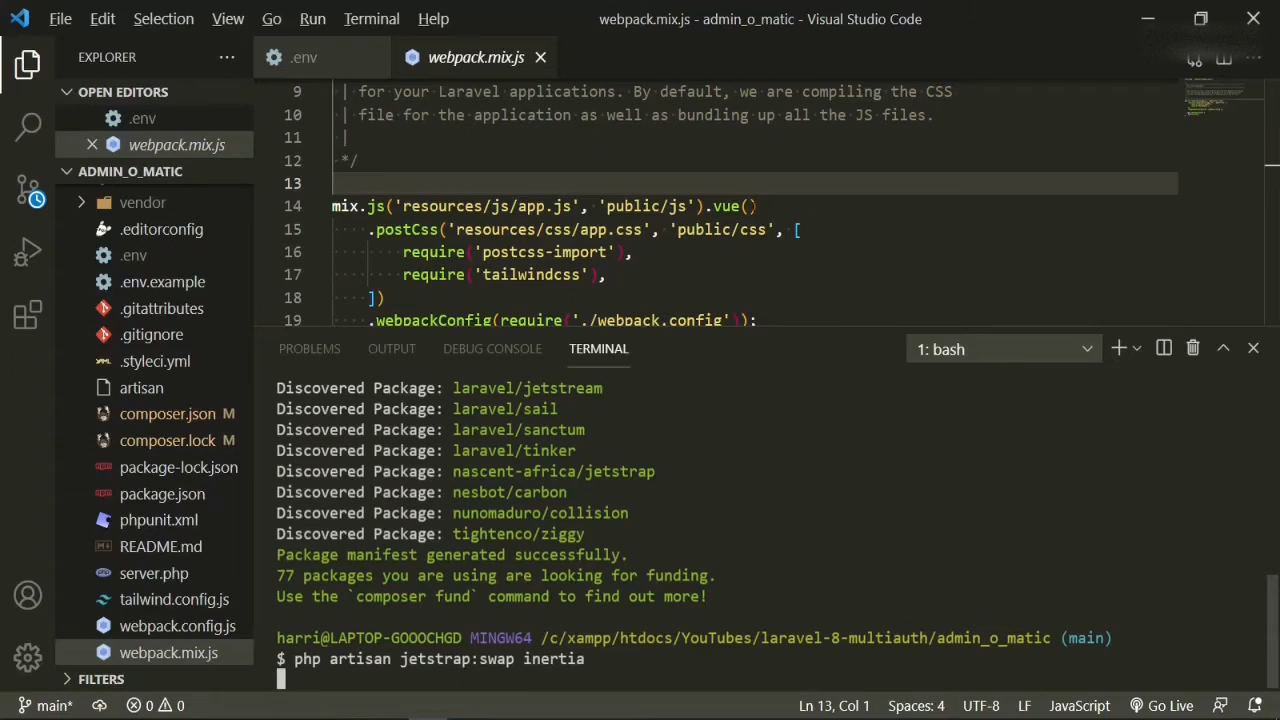 File Edit Selection View Go Run Terminal Help
webpack.mix.js - admin_o_matic - Visual Studio Code
EXPLORER
.env
webpack.mix.js
OPEN EDITORS
.env
webpack.mix.js
ADMIN_O_MATIC
vendor
.editorconfig
.env
.env.example
.gitattributes
.gitignore
.styleci.yml
artisan
composer.json M
composer.lock M
package-lock.json
package.json
phpunit.xml
README.md
server.php
tailwind.config.js
webpack.config.js
webpack.mix.js
FILTERS
9 | for your Laravel applications. By default, we are compiling the CSS
10 | file for the application as well as bundling up all the JS files.
11 |
12 */
13
14 mix.js('resources/js/app.js', 'public/js').vue()
15 .postCss('resources/css/app.css', 'public/css', [
16 require('postcss-import'),
17 require('tailwindcss'),
18 ])
19 .webpackConfig(require('./webpack.config'));
PROBLEMS OUTPUT DEBUG CONSOLE TERMINAL
1: bash
Discovered Package: laravel/jetstream
Discovered Package: laravel/sail
Discovered Package: laravel/sanctum
Discovered Package: laravel/tinker
Discovered Package: nascent-africa/jetstrap
Discovered Package: nesbot/carbon
Discovered Package: nunomaduro/collision
Discovered Package: tightenco/ziggy
Package manifest generated successfully.
77 packages you are using are looking for funding.
Use the `composer fund` command to find out more!
harri@LAPTOP-GOOOCHGD MINGW64 /c/xampp/htdocs/YouTubes/laravel-8-multiauth/admin_o_matic (main)
$ php artisan jetstrap:swap inertia
main* 0 0 Ln 13, Col 1 Spaces: 4 UTF-8 LF JavaScript Go Live